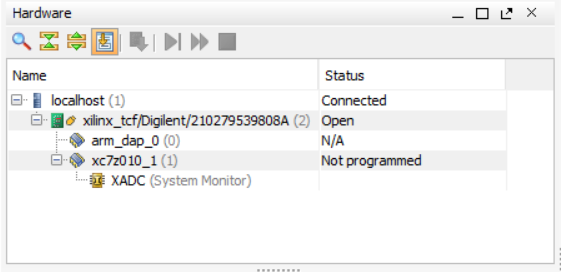 Hardware
Name Status
localhost (1) Connected
xilinx_tcf/Digilent/210279539808A (2) Open
arm_dap_0 (0) N/A
xc7z010_1 (1) Not programmed
XADC (System Monitor)